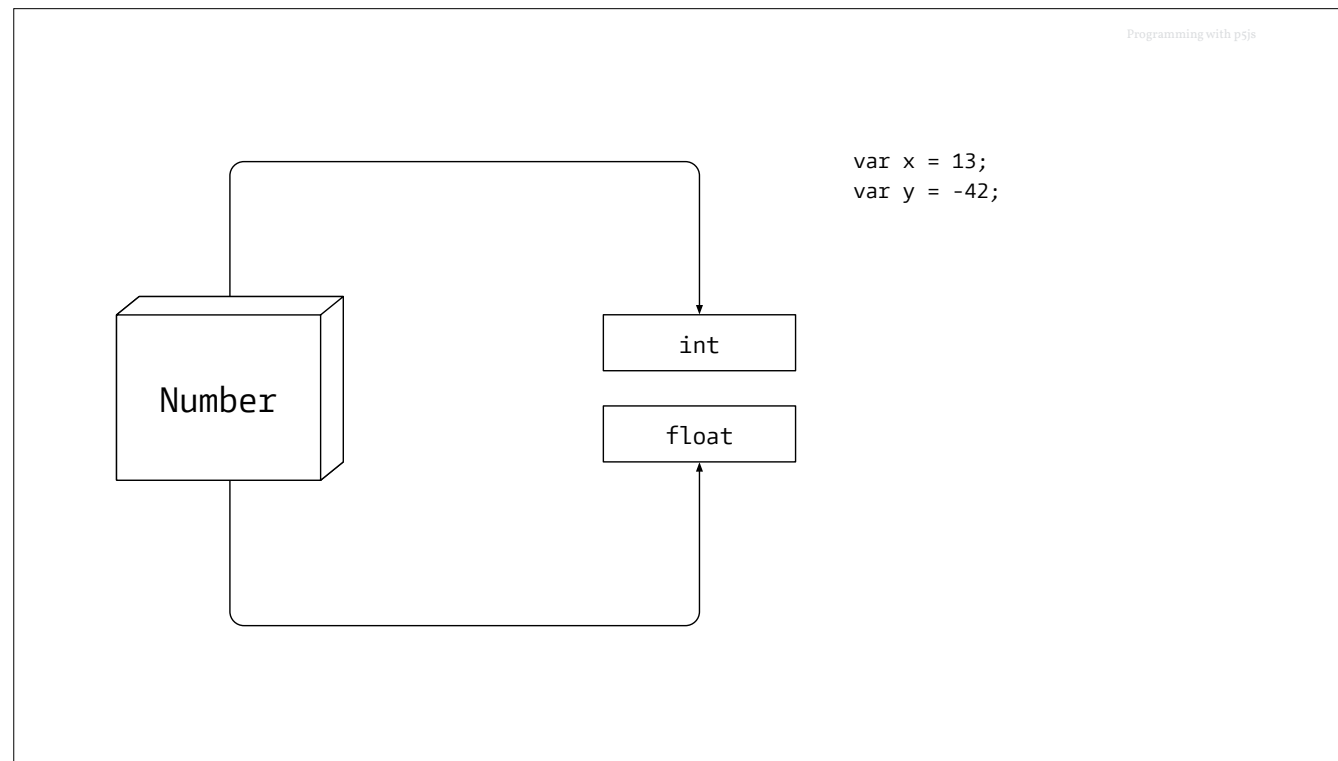 Programming with p5js
var x = 13;
var y = -42;
int
Number
float